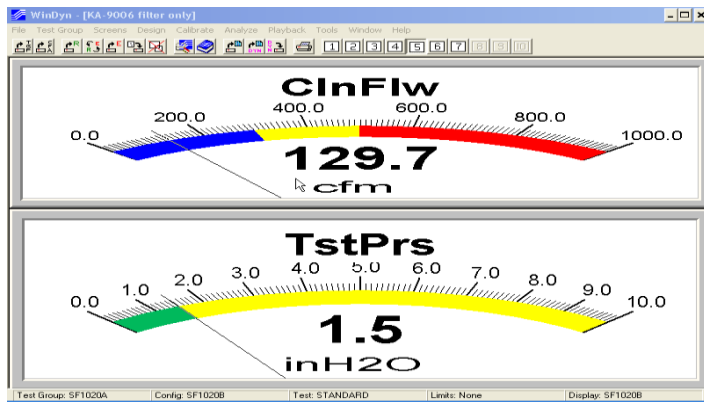 WinDyn - [KA-9006 filter only]
File Test Group Screens Design Calibrate Analyze Playback Tools Window Help
1 2 3 4 5 6 7 8 9 10
ClnFlw
0.0 200.0 400.0 600.0 800.0 1000.0
129.7
cfm
TstPrs
0.0 1.0 2.0 3.0 4.0 5.0 6.0 7.0 8.0 9.0 10.0
1.5
inH2O
Test Group: SF1020A Config: SF1020B Test: STANDARD Limits: None Display: SF1020B